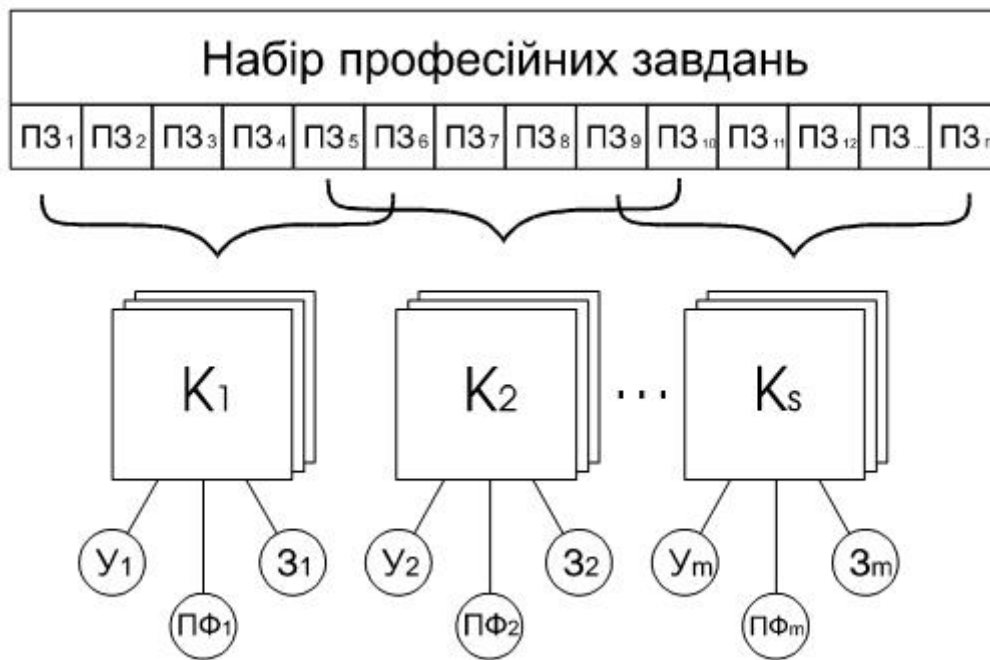 Набір професійних завдань
ПЗ1 ПЗ2 ПЗ3 ПЗ4 ПЗ5 ПЗ6 ПЗ7 ПЗ8 ПЗ9 ПЗ10 ПЗ11 ПЗ12 ПЗ... ПЗn
K1 K2 ... Ks
У1 З1 У2 З2 Уm Зm
ПФ1 ПФ2 ПФm